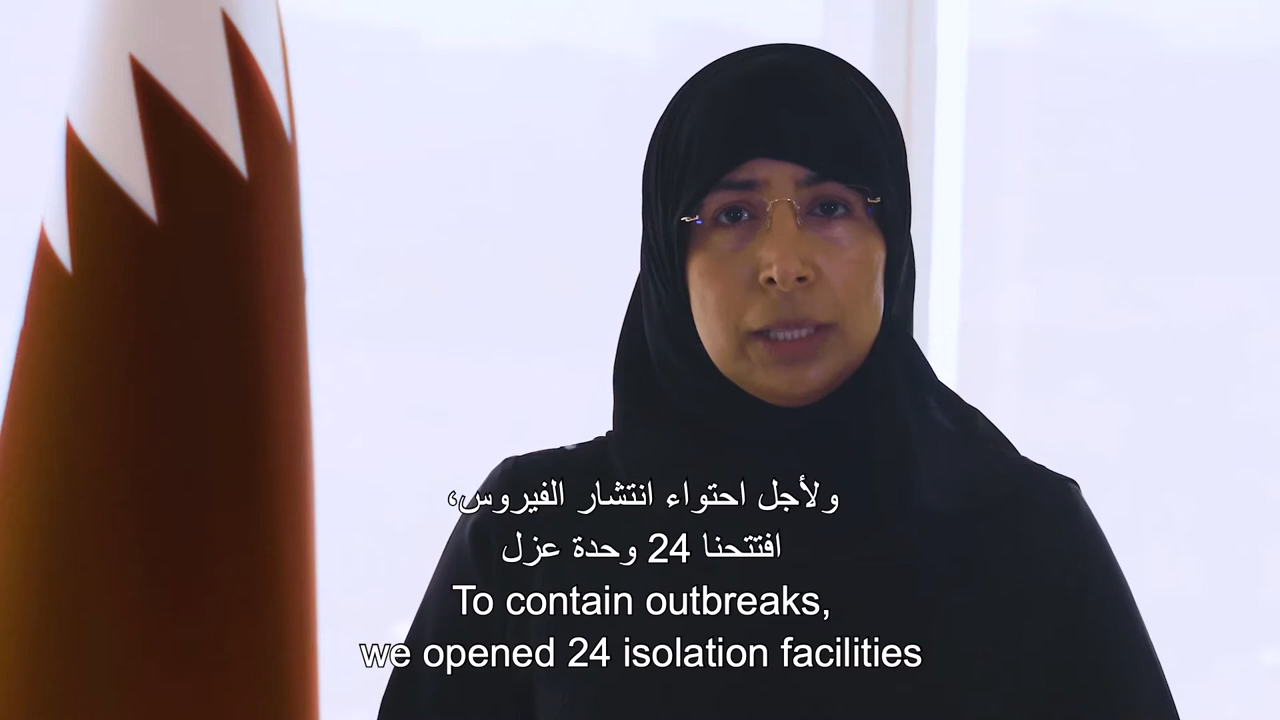 ولأجل احتواء انتشار الفيروس،
افتتحنا 24 وحدة عزل
To contain outbreaks,
we opened 24 isolation facilities